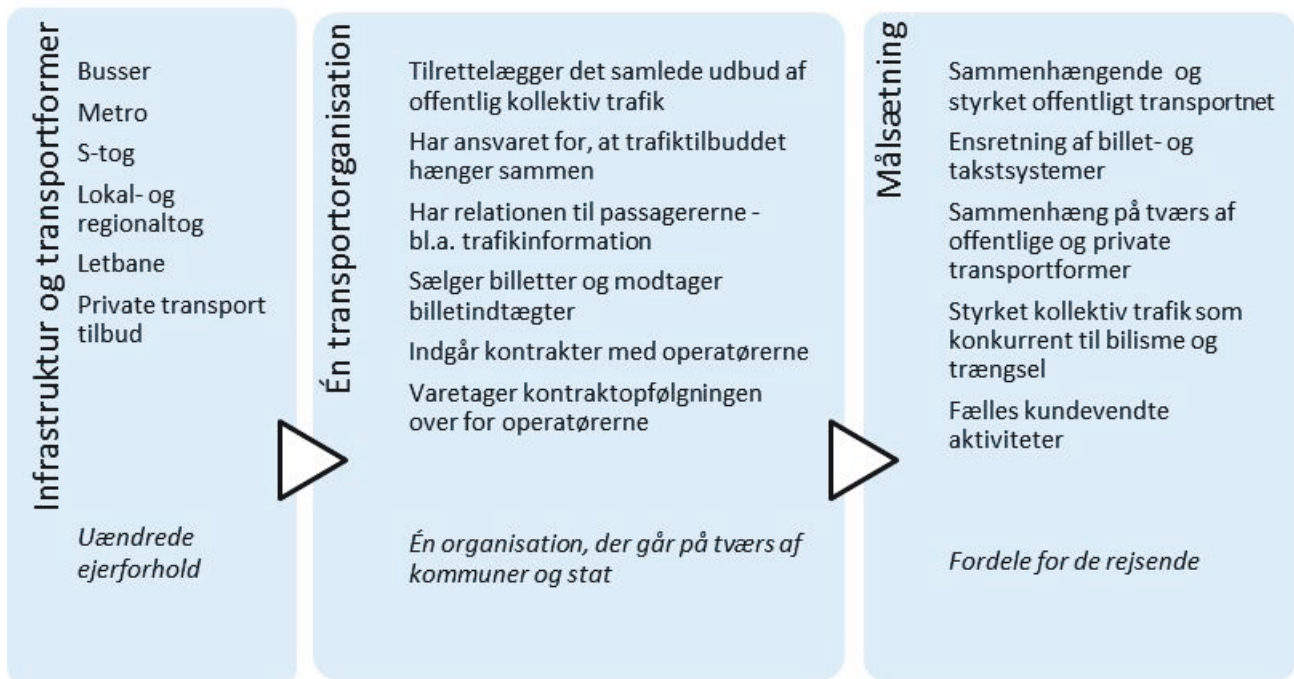 Infrastruktur og transportformer
Busser
Metro
S-tog
Lokal- og
regionaltog
Letbane
Private transport
tilbud
Uændrede
ejerforhold
Én transportorganisation
Tilrettelægger det samlede udbud af
offentlig kollektiv trafik
Har ansvaret for, at trafiktilbuddet
hænger sammen
Har relationen til passagererne -
bl.a. trafikinformation
Sælger billetter og modtager
billetindtægter
Indgår kontrakter med operatørerne
Varetager kontraktopfølgningen
over for operatørerne
Én organisation, der går på tværs af
kommuner og stat
Målsætning
Sammenhængende og
styrket offentligt transportnet
Ensretning af billet- og
takstsystemer
Sammenhæng på tværs af
offentlige og private
transportformer
Styrket kollektiv trafik som
konkurrent til bilisme og
trængsel
Fælles kundevendte
aktiviteter
Fordele for de rejsende